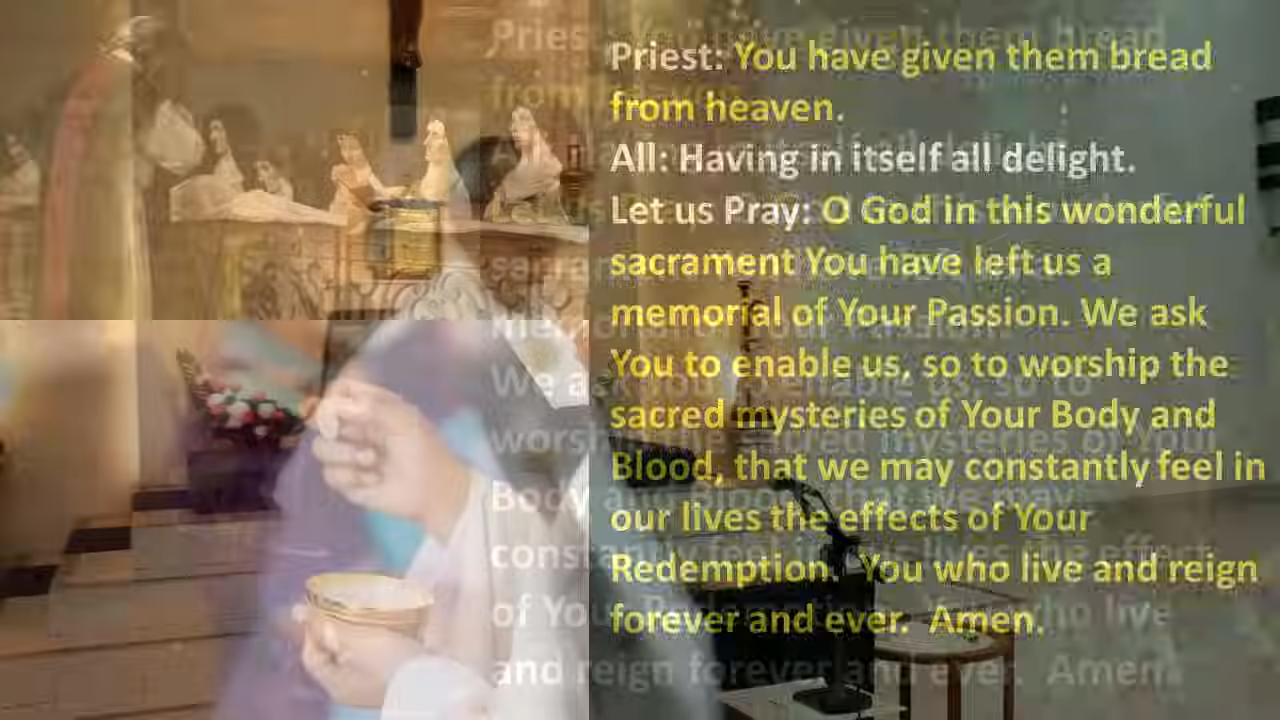 Priest: You have given them bread
from heaven.
All: Having in itself all delight.
Let us Pray: O God in this wonderful
sacrament You have left us a
memorial of Your Passion. We ask
You to enable us, so to worship the
sacred mysteries of Your Body and
Blood, that we may constantly feel in
our lives the effects of Your
Redemption. You who live and reign
forever and ever. Amen.